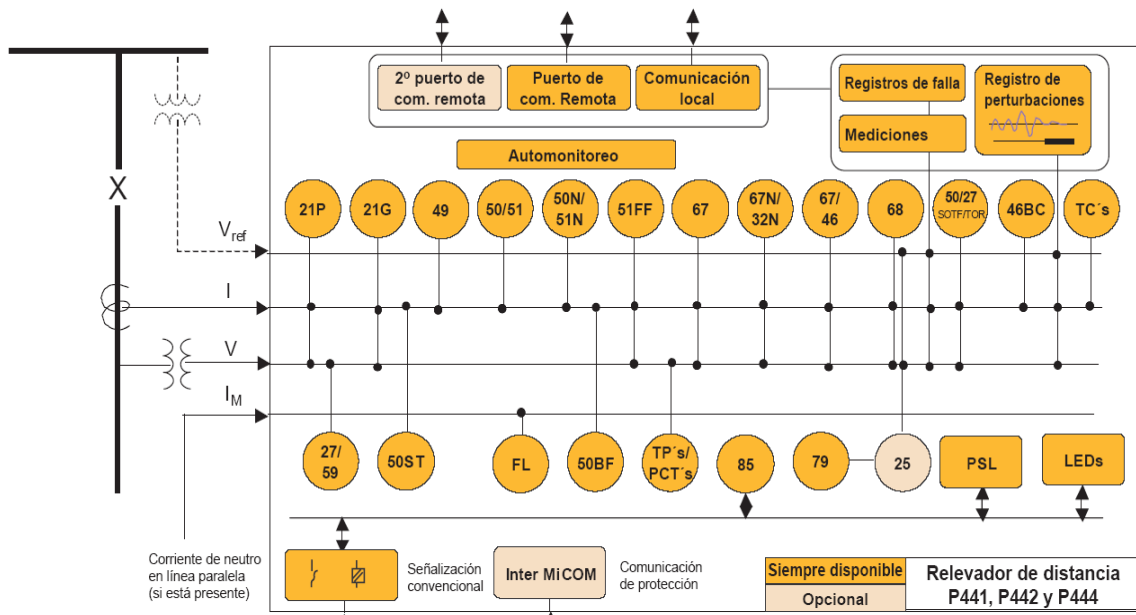 2º puerto de
com. remota
Puerto de
com. Remota
Comunicación
local
Registros de falla
Mediciones
Registro de
perturbaciones
Automonitoreo
X
21P
21G
49
50/51
50N/
51N
51FF
67
67N/
32N
67/
46
68
50/27
SOTF/TOR
46BC
TC´s
Vref
I
V
IM
27/
59
50ST
FL
50BF
TP´s/
PCT´s
85
79
25
PSL
LEDs
Corriente de neutro
en línea paralela
(si está presente)
Señalización
convencional
Inter MiCOM
Comunicación
de protección
Siempre disponible
Opcional
Relevador de distancia
P441, P442 y P444